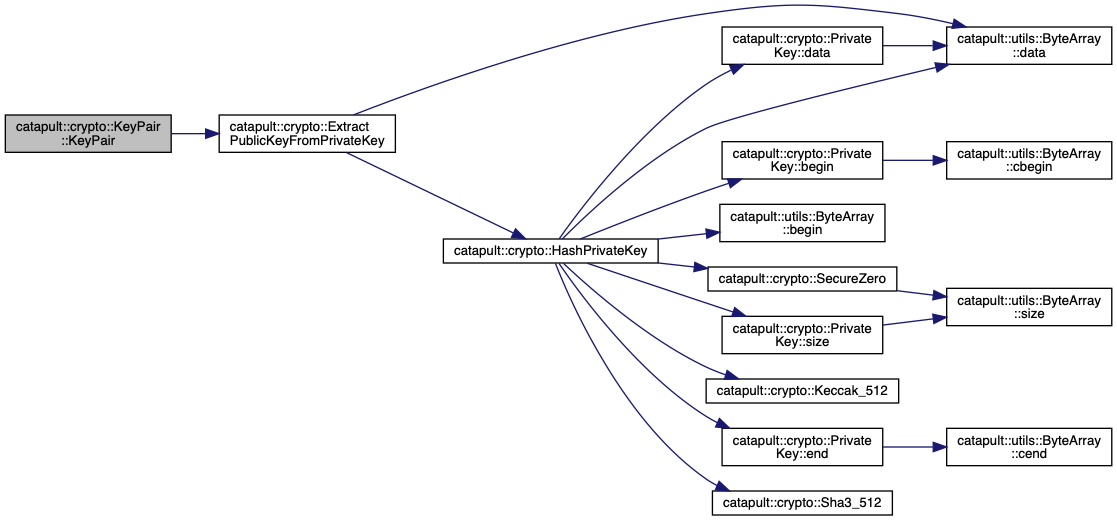 catapult::crypto::KeyPair
::KeyPair
catapult::crypto::Extract
PublicKeyFromPrivateKey
catapult::crypto::HashPrivateKey
catapult::crypto::Private
Key::data
catapult::utils::ByteArray
::data
catapult::crypto::Private
Key::begin
catapult::utils::ByteArray
::cbegin
catapult::utils::ByteArray
::begin
catapult::crypto::SecureZero
catapult::utils::ByteArray
::size
catapult::crypto::Private
Key::size
catapult::crypto::Keccak_512
catapult::crypto::Private
Key::end
catapult::utils::ByteArray
::cend
catapult::crypto::Sha3_512